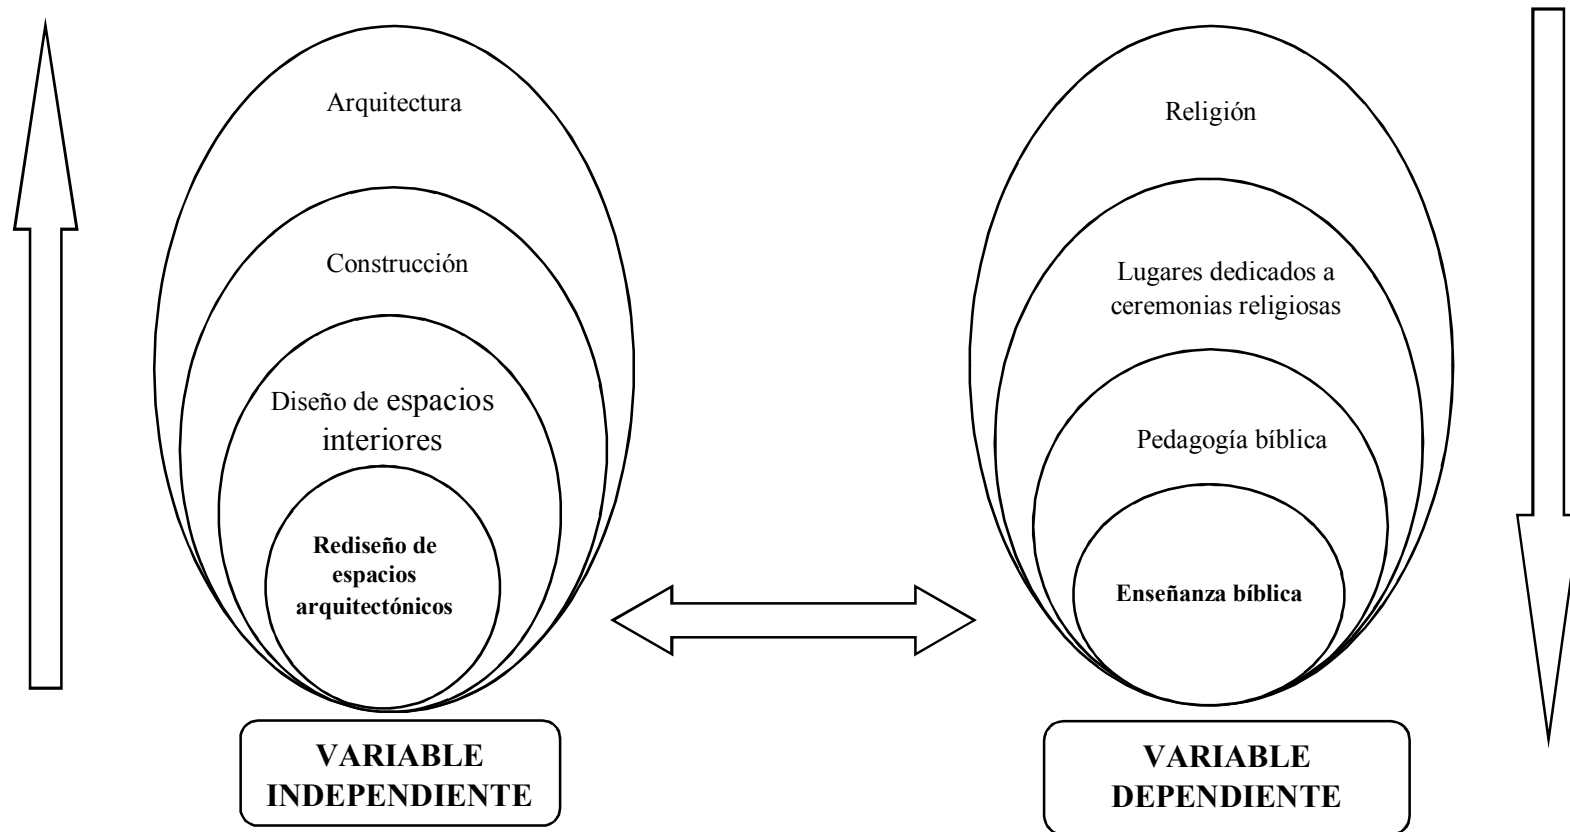 Arquitectura
Construcción
Diseño de espacios
interiores
Rediseño de
espacios
arquitectónicos
VARIABLE
INDEPENDIENTE
Religión
Lugares dedicados a
ceremonias religiosas
Pedagogía bíblica
Enseñanza bíblica
VARIABLE
DEPENDIENTE